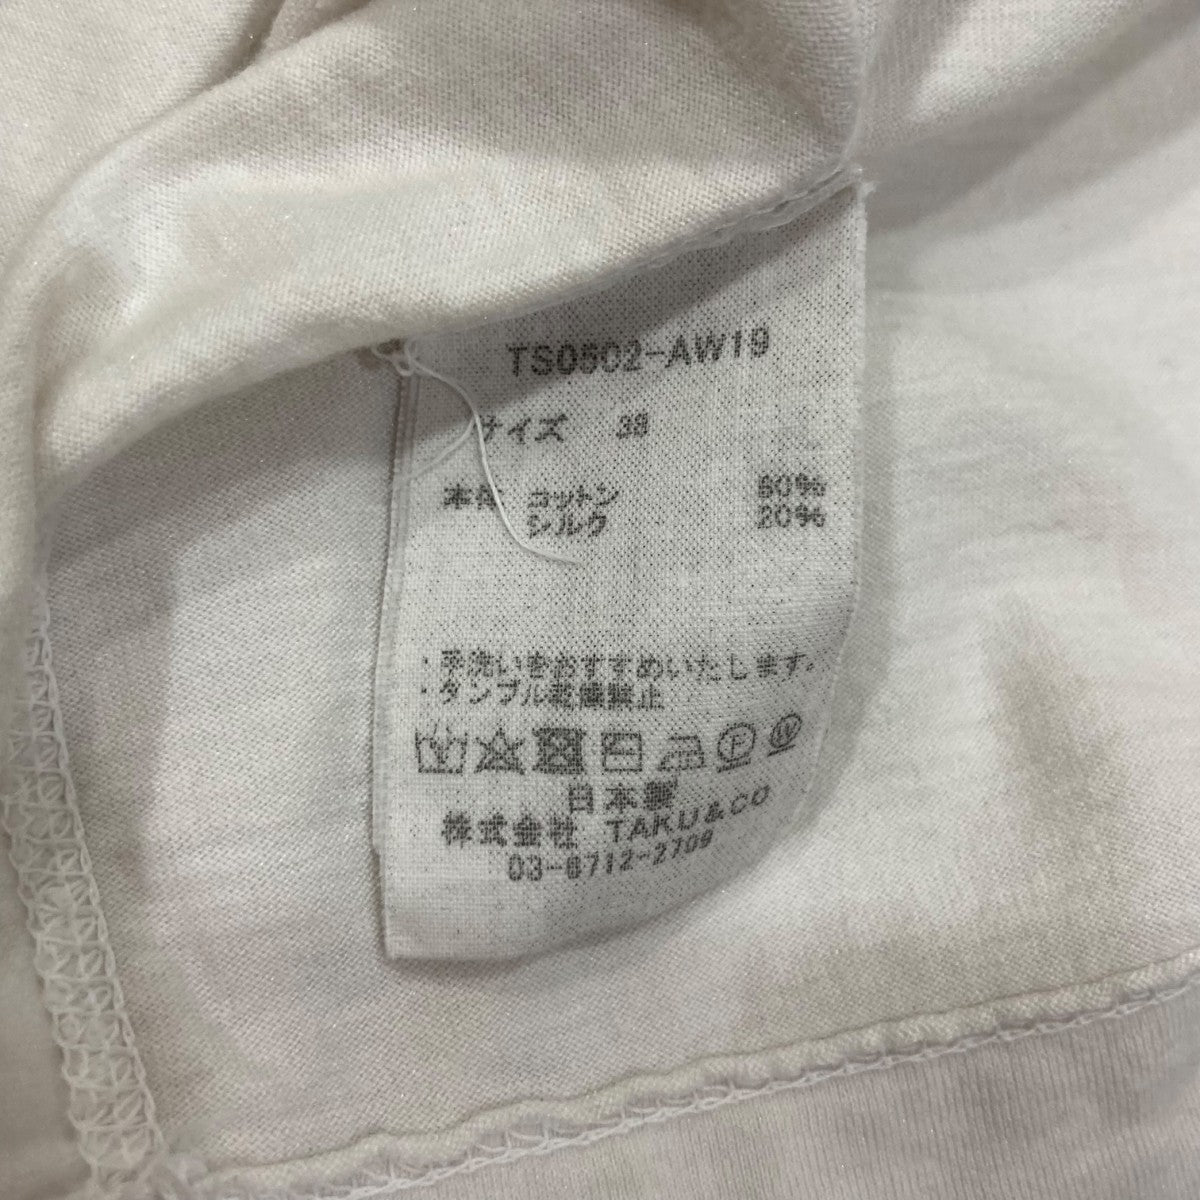 TS0602-AW19
サイズ 38
本体 コットン 80%
シルク 20%
・手洗いをおすすめいたします。
・タンブル乾燥禁止
P W
日本製
株式会社 TAKU&CO
03-6712-2709